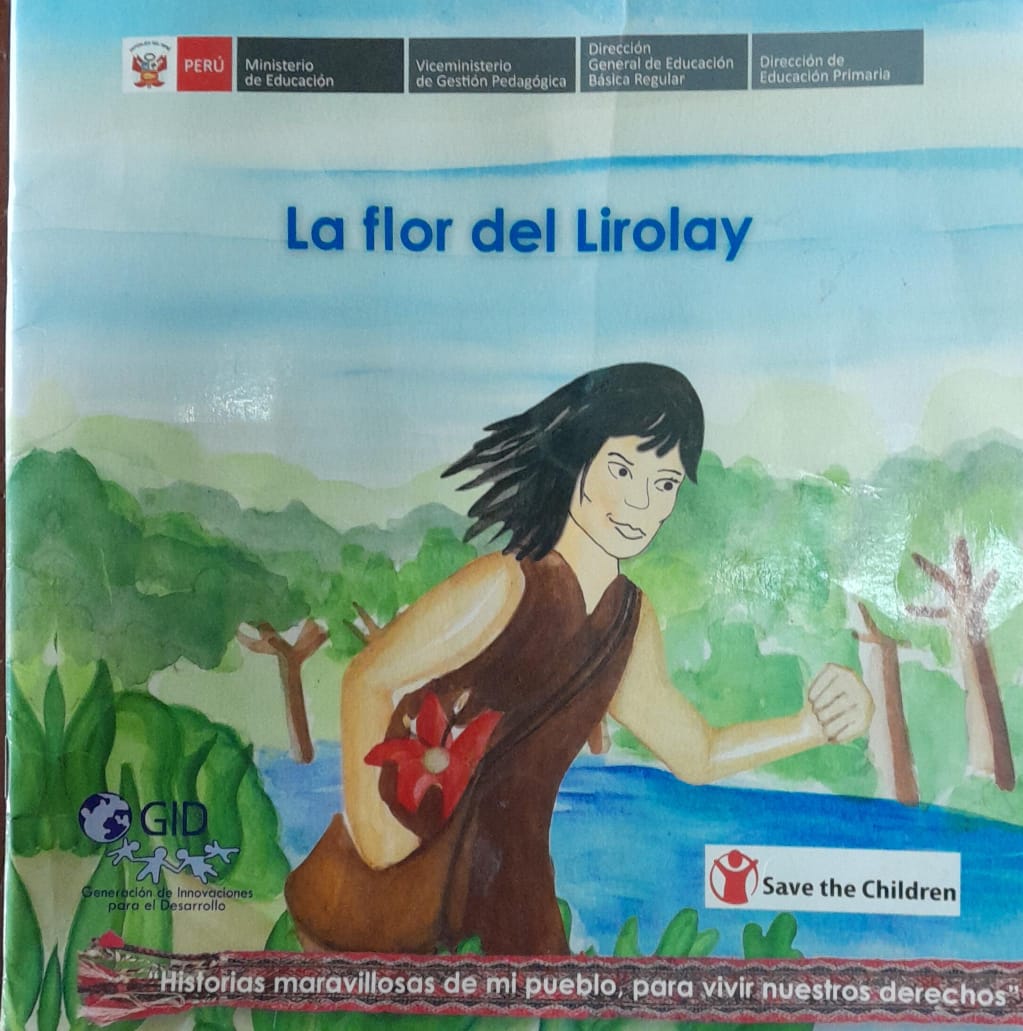 PERÚ
Ministerio
de Educación
Viceministerio
de Gestión Pedagógica
Dirección
General de Educación
Básica Regular
Dirección de
Educación Primaria
La flor del Lirolay
GID
Generación de Innovaciones
para el Desarrollo
Save the Children
"Historias maravillosas de mi pueblo, para vivir nuestros derechos"